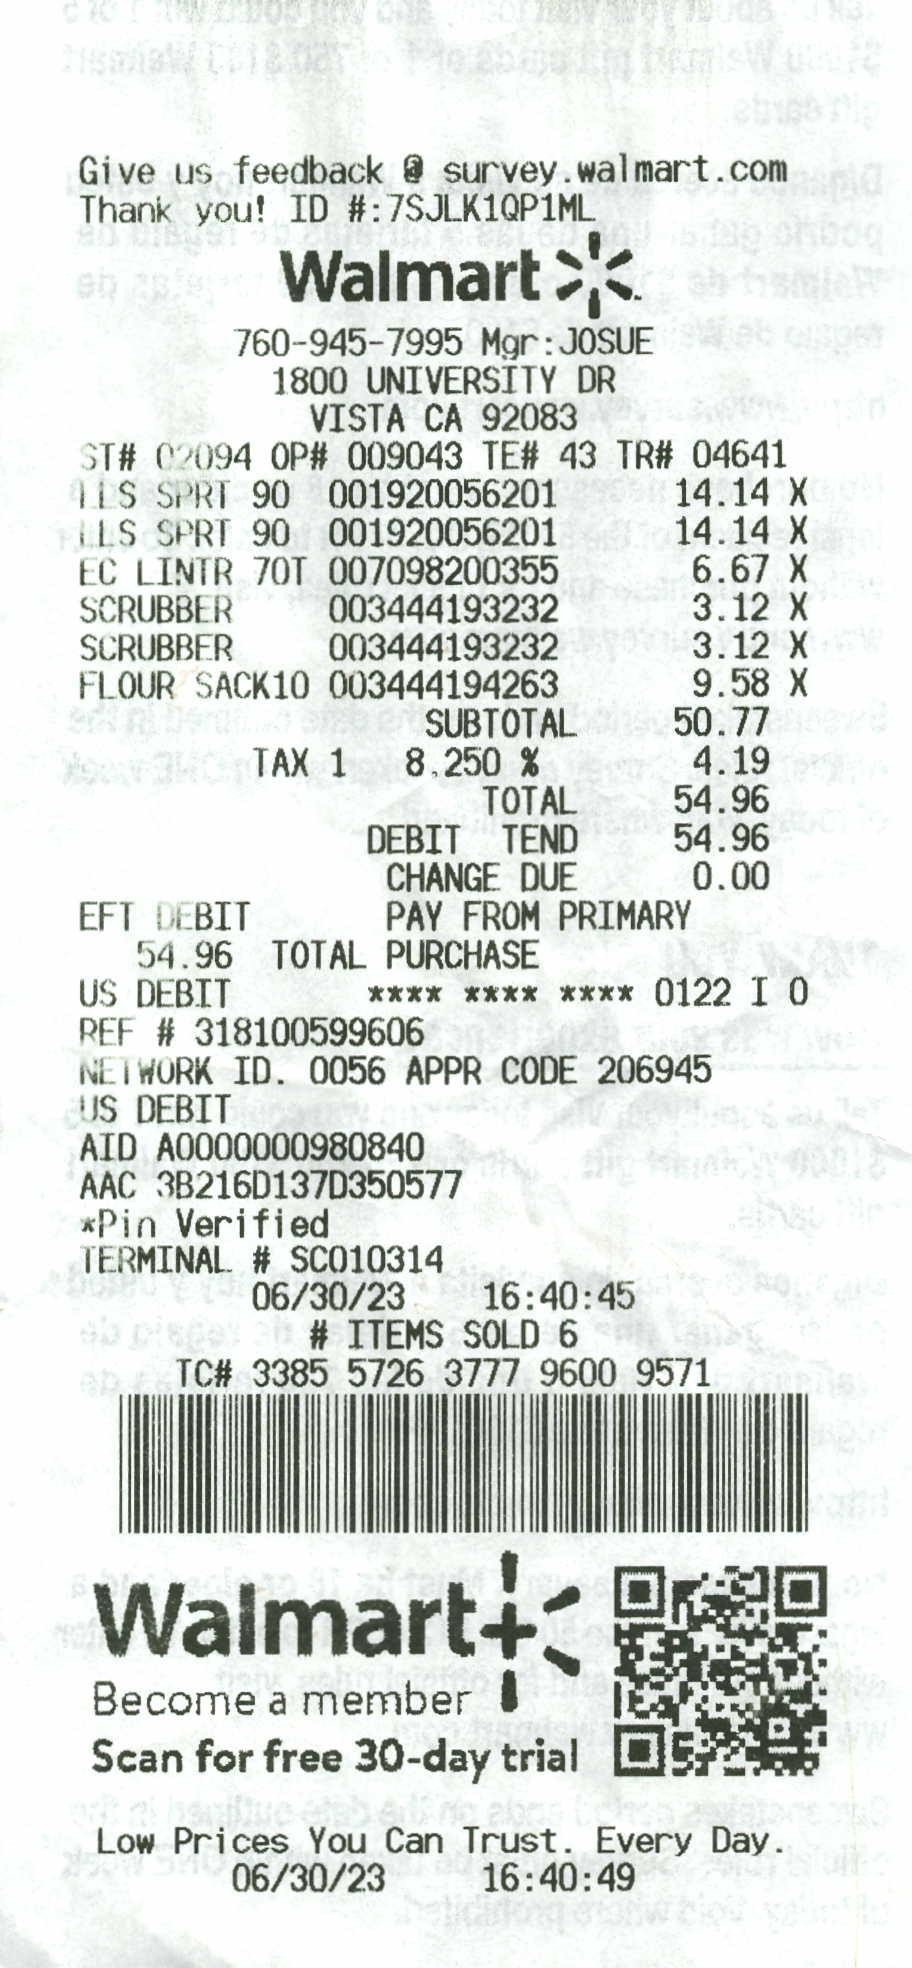 Give us feedback @ survey.walmart.com
Thank you! ID #:7SJLK1QP1ML
Walmart
760-945-7995 Mgr:JOSUE
1800 UNIVERSITY DR
VISTA CA 92083
ST# 02094 OP# 009043 TE# 43 TR# 04641
LLS SPRT 90 001920056201 14.14 X
LLS SPRT 90 001920056201 14.14 X
EC LINTR 70T 007098200355 6.67 X
SCRUBBER 003444193232 3.12 X
SCRUBBER 003444193232 3.12 X
FLOUR SACK10 003444194263 9.58 X
SUBTOTAL 50.77
TAX 1 8.250 % 4.19
TOTAL 54.96
DEBIT TEND 54.96
CHANGE DUE 0.00
EFT DEBIT PAY FROM PRIMARY
54.96 TOTAL PURCHASE
US DEBIT **** **** **** 0122 I 0
REF # 318100599606
NETWORK ID. 0056 APPR CODE 206945
US DEBIT
AID A0000000980840
AAC 3B216D137D350577
*Pin Verified
TERMINAL # SC010314
06/30/23 16:40:45
# ITEMS SOLD 6
TC# 3385 5726 3777 9600 9571
Walmart+
Become a member
Scan for free 30-day trial
Low Prices You Can Trust. Every Day.
06/30/23 16:40:49